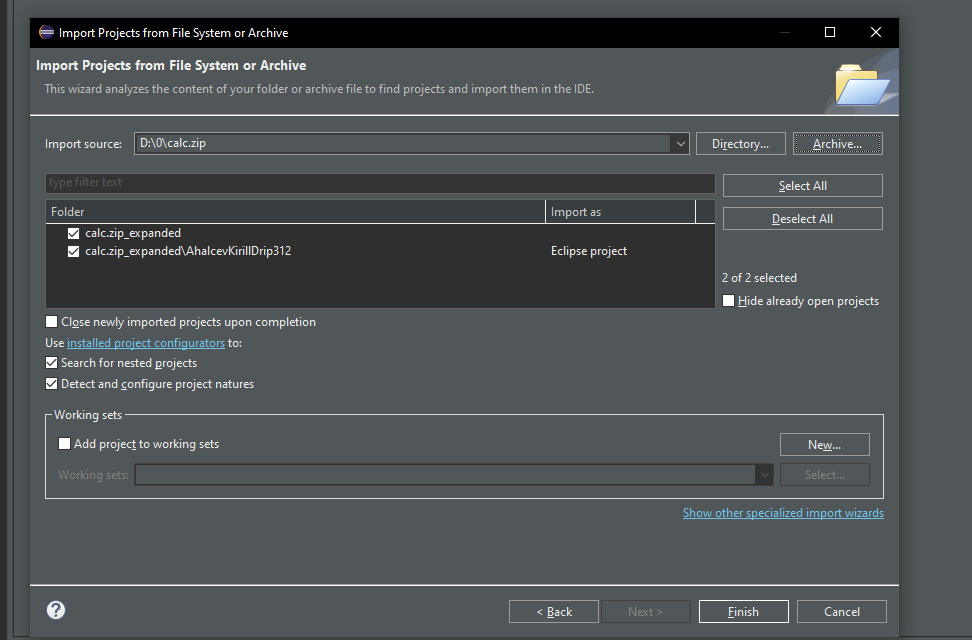 Import Projects from File System or Archive
Import Projects from File System or Archive
This wizard analyzes the content of your folder or archive file to find projects and import them in the IDE.
Import source: D:\0\calc.zip Directory... Archive...
type filter text
Select All
Folder Import as
Deselect All
calc.zip_expanded
calc.zip_expanded\AhalcevKirillDrip312 Eclipse project
2 of 2 selected
Hide already open projects
Close newly imported projects upon completion
Use installed project configurators to:
Search for nested projects
Detect and configure project natures
Working sets
Add project to working sets New...
Working sets: Select...
Show other specialized import wizards
? < Back Next > Finish Cancel